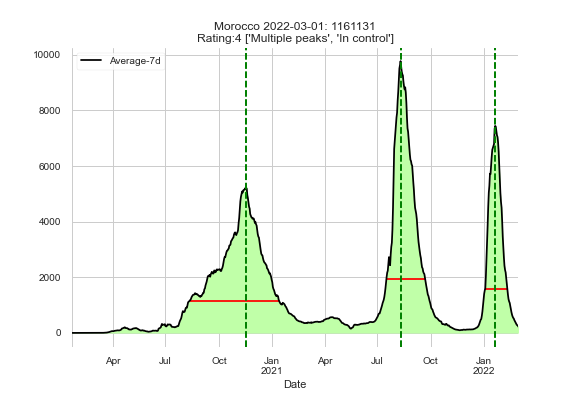 Morocco 2022-03-01: 1161131
Rating:4 ['Multiple peaks', 'In control']
Average-7d
10000
8000
6000
4000
2000
0
Apr
Jul
Oct
Jan
2021
Apr
Jul
Oct
Jan
2022
Date